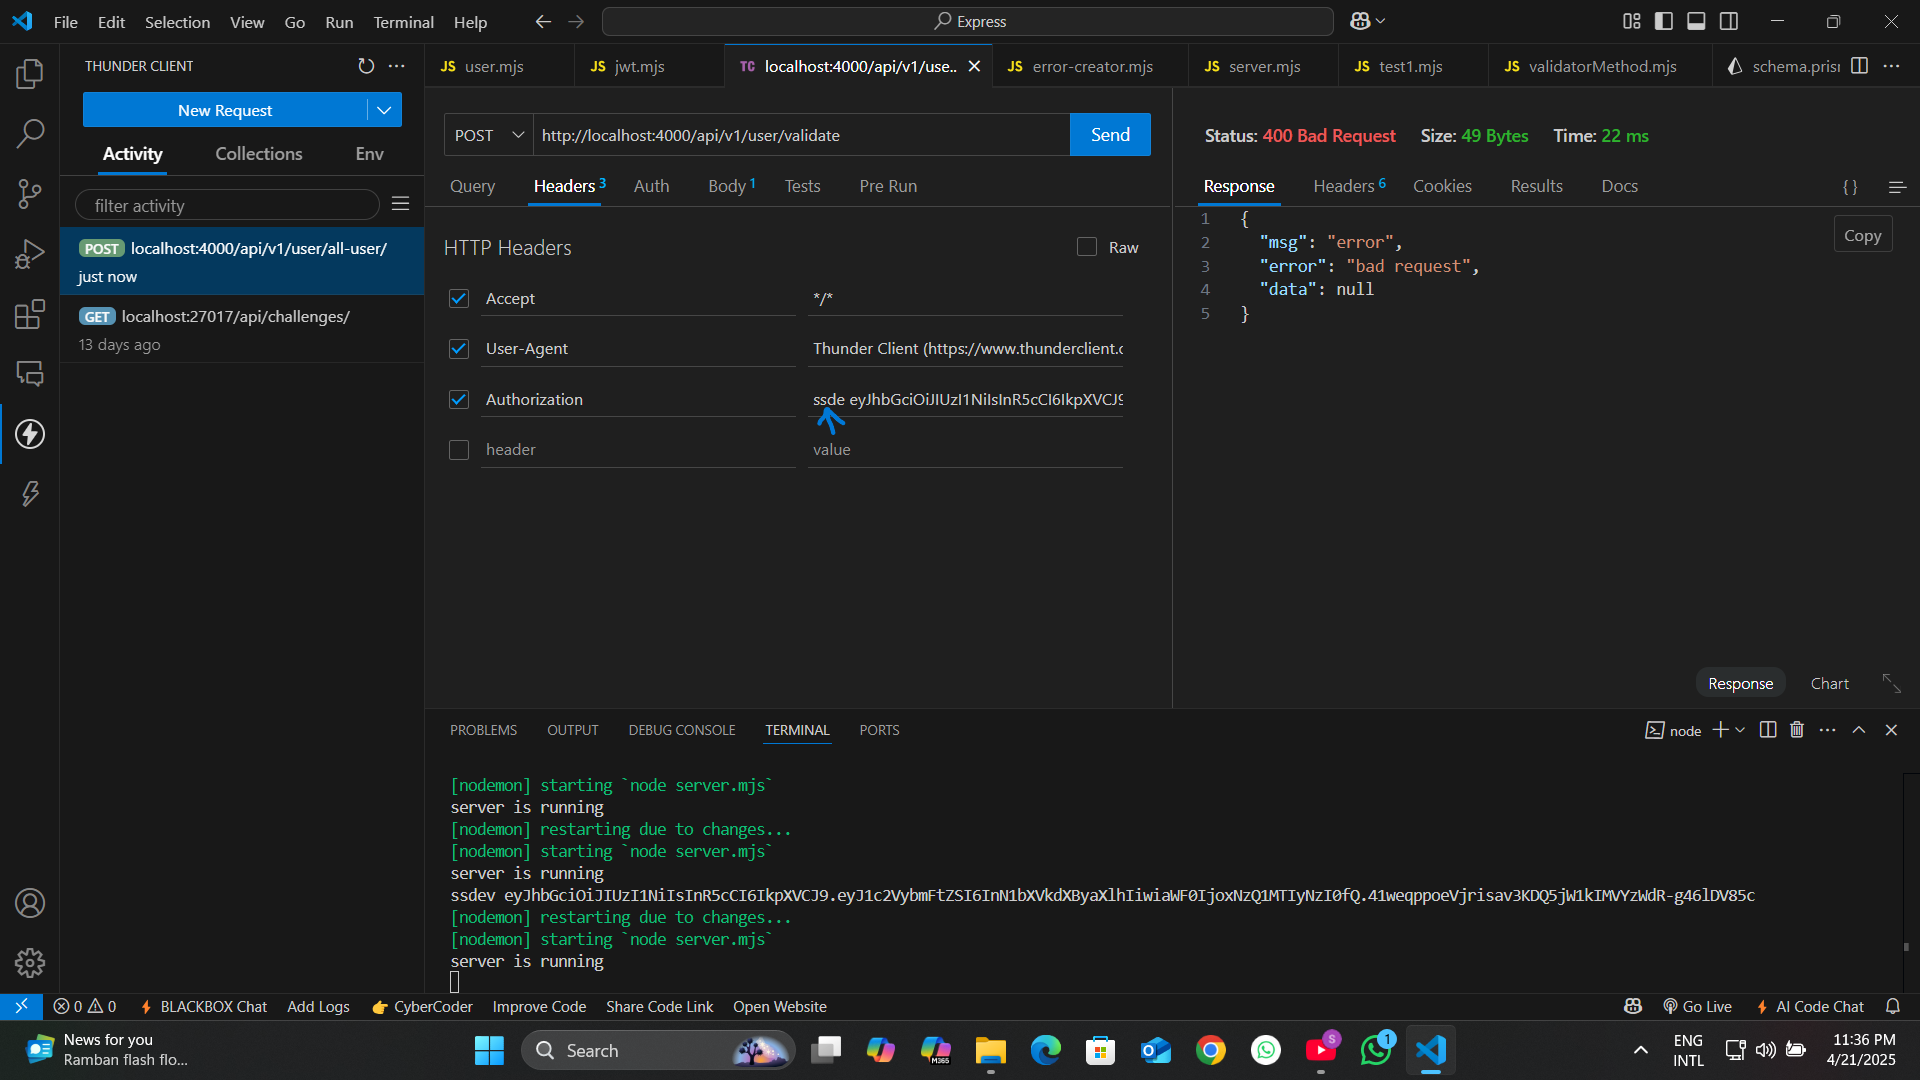 File Edit Selection View Go Run Terminal Help
Express
THUNDER CLIENT
New Request
Activity Collections Env
filter activity
POST localhost:4000/api/v1/user/all-user/
just now
GET localhost:27017/api/challenges/
13 days ago
JS user.mjs JS jwt.mjs TC localhost:4000/api/v1/use.. JS error-creator.mjs JS server.mjs JS test1.mjs JS validatorMethod.mjs schema.prisı
POST http://localhost:4000/api/v1/user/validate Send
Query Headers 3 Auth Body 1 Tests Pre Run
HTTP Headers Raw
Accept */*
User-Agent Thunder Client (https://www.thunderclient.c
Authorization ssde eyJhbGciOiJIUzI1NiIsInR5cCI6IkpXVCJ9
header value
Status: 400 Bad Request Size: 49 Bytes Time: 22 ms
Response Headers 6 Cookies Results Docs { }
Copy
1 {
2 "msg": "error",
3 "error": "bad request",
4 "data": null
5 }
Response Chart
PROBLEMS OUTPUT DEBUG CONSOLE TERMINAL PORTS
node
[nodemon] starting `node server.mjs`
server is running
[nodemon] restarting due to changes...
[nodemon] starting `node server.mjs`
server is running
ssdev eyJhbGciOiJIUzI1NiIsInR5cCI6IkpXVCJ9.eyJ1c2VybmFtZSI6InN1bXVkdXByaXlhIiwiaWF0IjoxNzQ1MTIyNzI0fQ.41weqppoeVjrisav3KDQ5jW1kIMVYzWdR-g46lDV85c
[nodemon] restarting due to changes...
[nodemon] starting `node server.mjs`
server is running
0 0 BLACKBOX Chat Add Logs CyberCoder Improve Code Share Code Link Open Website Go Live AI Code Chat
News for you
Ramban flash flo...
Search
M365
S
1
ENG
INTL
11:36 PM
4/21/2025